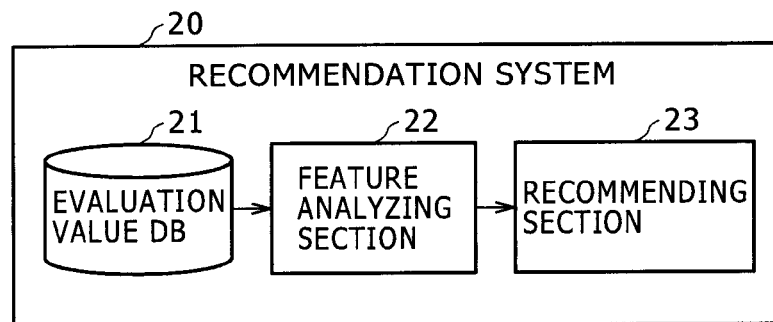 20
RECOMMENDATION SYSTEM
21
22
23
EVALUATION
VALUE DB
FEATURE
ANALYZING
SECTION
RECOMMENDING
SECTION